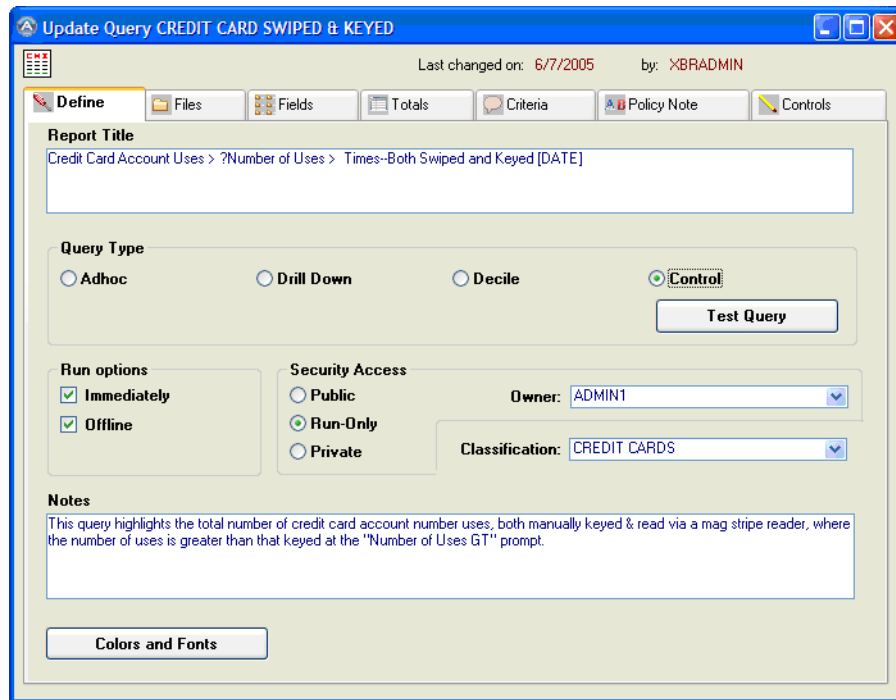 Update Query CREDIT CARD SWIPED & KEYED
Last changed on: 6/7/2005 by: XBRADMIN
Define Files Fields Totals Criteria AB Policy Note Controls
Report Title
Credit Card Account Uses > ?Number of Uses > Times--Both Swiped and Keyed [DATE]
Query Type
Adhoc Drill Down Decile Control
Test Query
Run options
Immediately
Offline
Security Access
Public
Run-Only
Private
Owner: ADMIN1
Classification: CREDIT CARDS
Notes
This query highlights the total number of credit card account number uses, both manually keyed & read via a mag stripe reader, where
the number of uses is greater than that keyed at the "Number of Uses GT" prompt.
Colors and Fonts